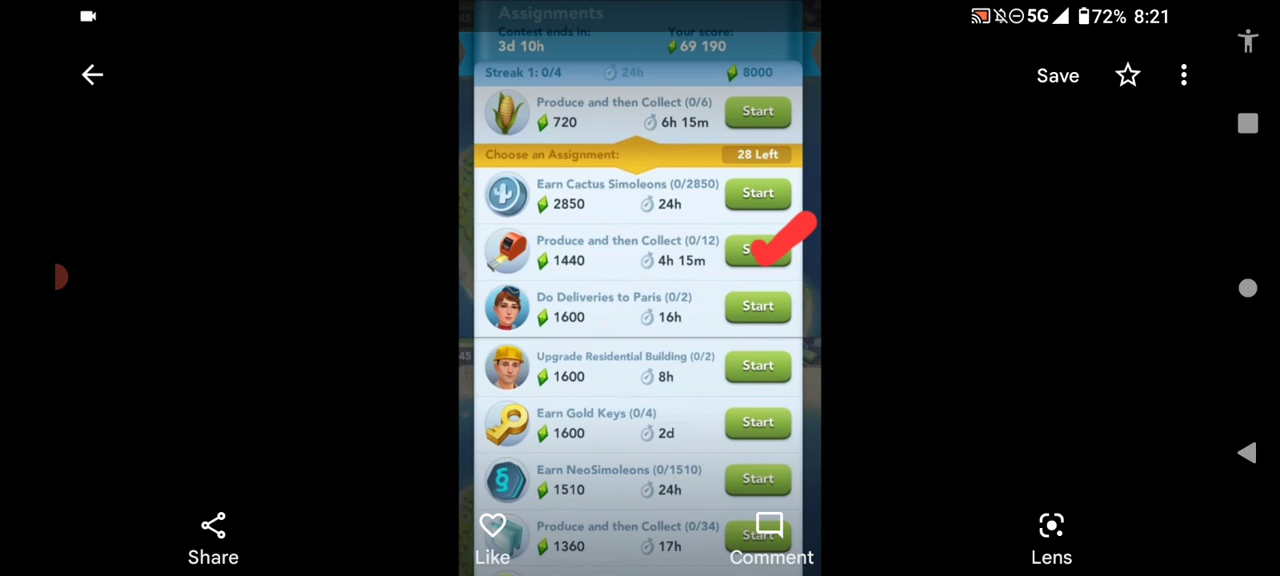 5G 72% 8:21
Save
Assignments
Contest ends in:
Your score:
3d 10h
69 190
Streak 1: 0/4
24h
8000
Produce and then Collect (0/6)
720
6h 15m
Start
Choose an Assignment:
28 Left
Earn Cactus Simoleons (0/2850)
2850
24h
Start
Produce and then Collect (0/12)
1440
4h 15m
Do Deliveries to Paris (0/2)
1600
16h
Start
Upgrade Residential Building (0/2)
1600
8h
Start
Earn Gold Keys (0/4)
1600
2d
Start
Earn NeoSimoleons (0/1510)
1510
24h
Start
Produce and then Collect (0/34)
1360
17h
Start
Share
Like
Comment
Lens